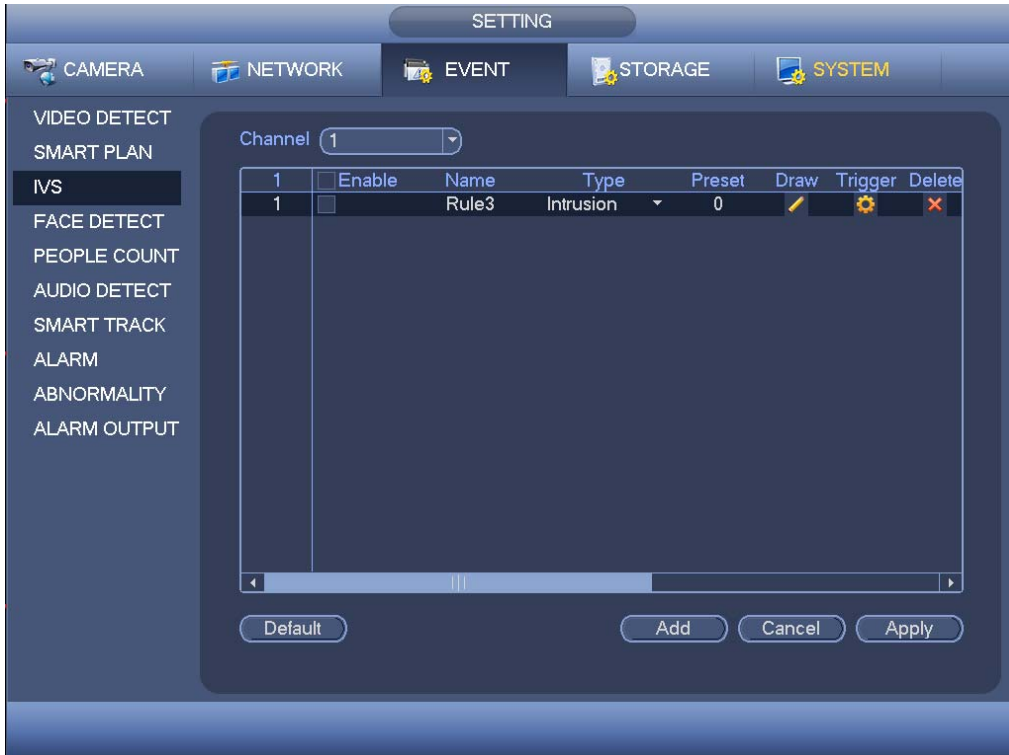 SETTING
CAMERA NETWORK EVENT STORAGE SYSTEM
VIDEO DETECT
SMART PLAN
IVS
FACE DETECT
PEOPLE COUNT
AUDIO DETECT
SMART TRACK
ALARM
ABNORMALITY
ALARM OUTPUT
Channel 1
1 Enable Name Type Preset Draw Trigger Delete
1 Rule3 Intrusion 0
Default Add Cancel Apply